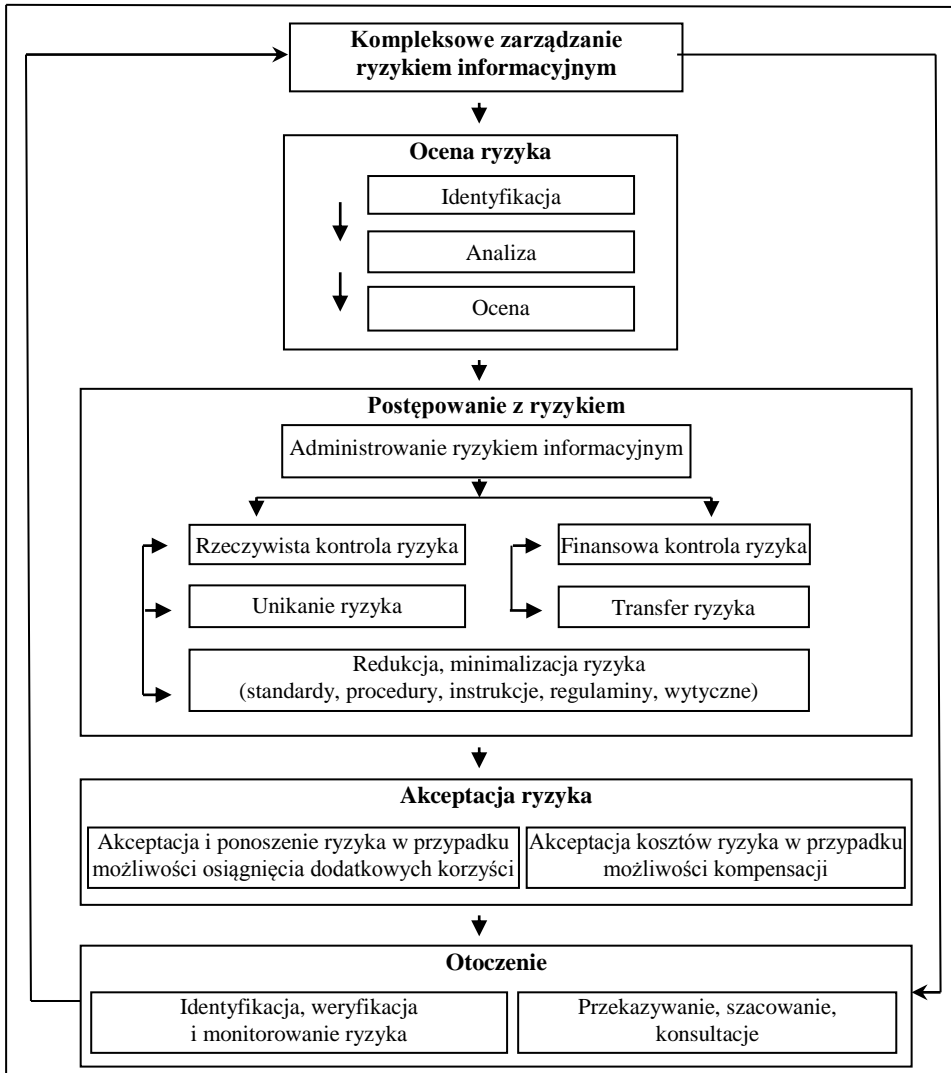 Kompleksowe zarządzanie
ryzykiem informacyjnym
Ocena ryzyka
Identyfikacja
Analiza
Ocena
Postępowanie z ryzykiem
Administrowanie ryzykiem informacyjnym
Rzeczywista kontrola ryzyka
Finansowa kontrola ryzyka
Unikanie ryzyka
Transfer ryzyka
Redukcja, minimalizacja ryzyka
(standardy, procedury, instrukcje, regulaminy, wytyczne)
Akceptacja ryzyka
Akceptacja i ponoszenie ryzyka w przypadku
możliwości osiągnięcia dodatkowych korzyści
Akceptacja kosztów ryzyka w przypadku
możliwości kompensacji
Otoczenie
Identyfikacja, weryfikacja
i monitorowanie ryzyka
Przekazywanie, szacowanie,
konsultacje